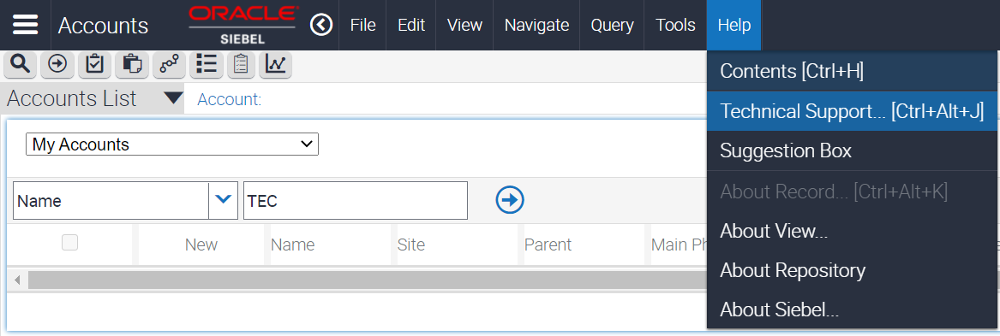 Accounts
ORACLE
SIEBEL
File Edit View Navigate Query Tools Help
Contents [Ctrl+H]
Technical Support... [Ctrl+Alt+J]
Suggestion Box
About Record... [Ctrl+Alt+K]
About View...
About Repository
About Siebel...
Accounts List Account:
My Accounts
Name TEC
New Name Site Parent Main